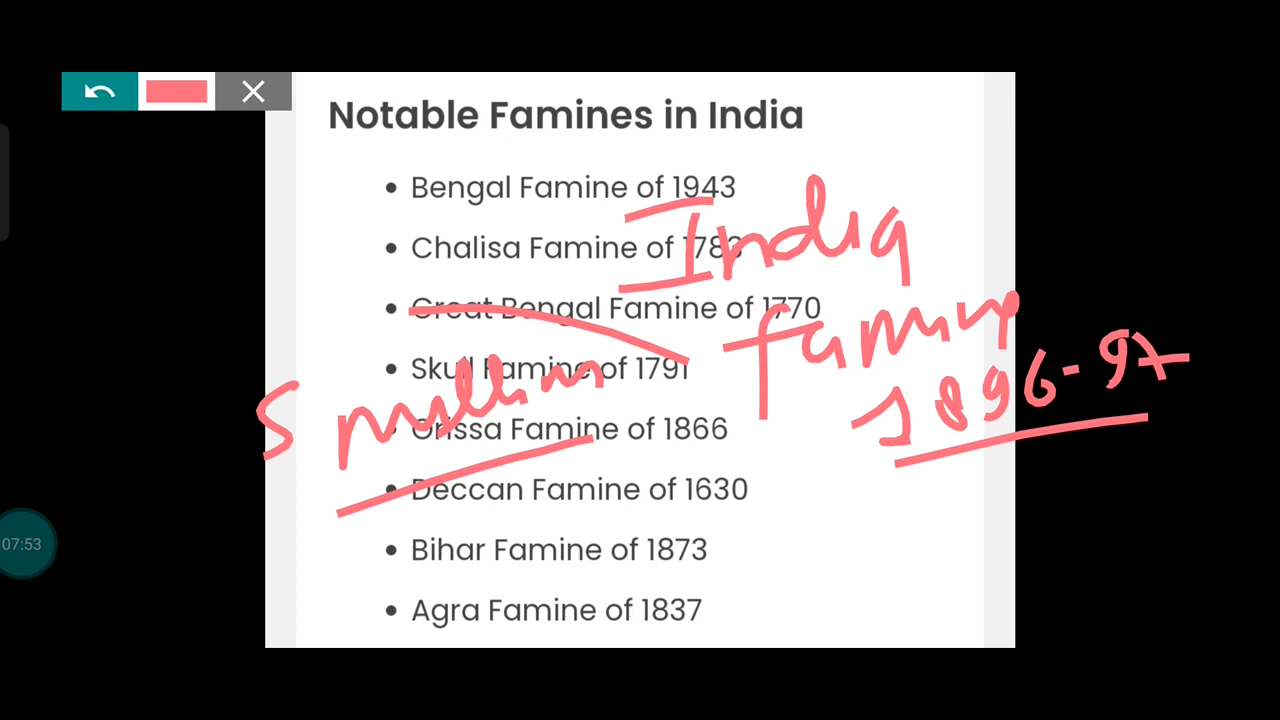 Notable Famines in India
Bengal Famine of 1943
Chalisa Famine of 1783
Great Bengal Famine of 1770
Skull Famine of 1791
Orissa Famine of 1866
Deccan Famine of 1630
Bihar Famine of 1873
Agra Famine of 1837
India
famine
1896-97
5 million
07:53